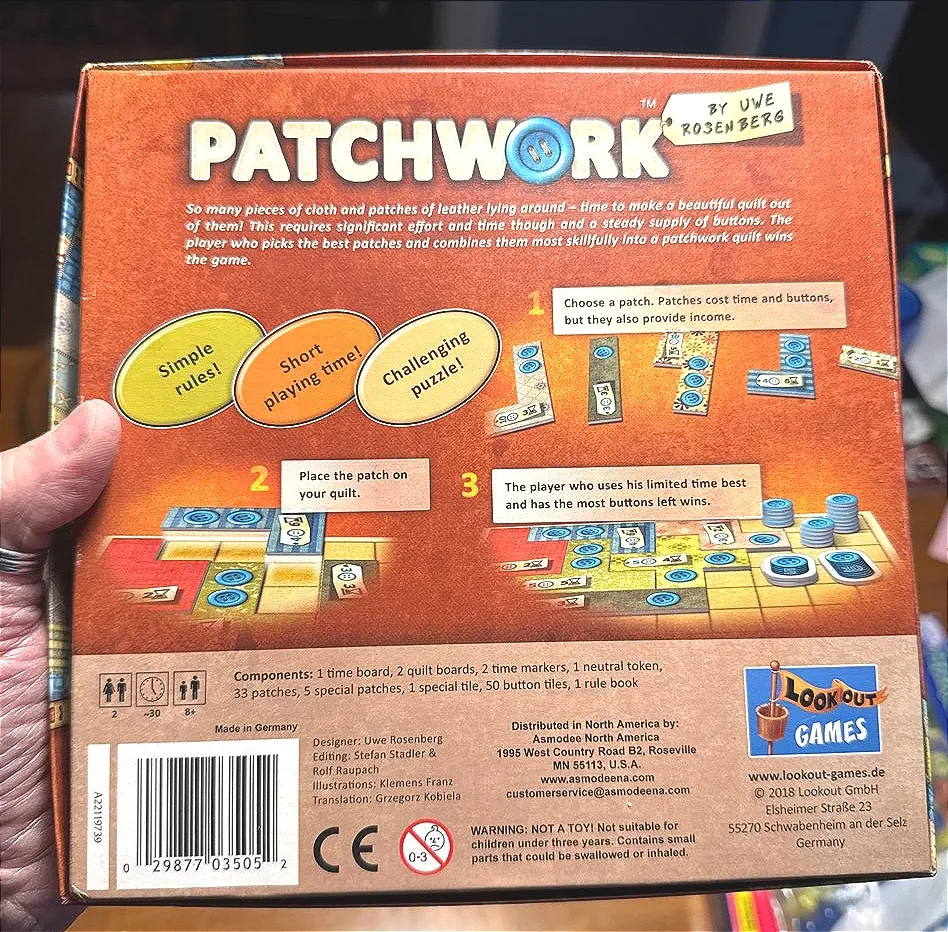 PATCHWORK
TM
BY UWE
ROSENBERG
So many pieces of cloth and patches of leather lying around – time to make a beautiful quilt out
of them! This requires significant effort and time though and a steady supply of buttons. The
player who picks the best patches and combines them most skillfully into a patchwork quilt wins
the game.
Simple
rules!
Short
playing time!
Challenging
puzzle!
1
Choose a patch. Patches cost time and buttons,
but they also provide income.
2
Place the patch on
your quilt.
3
The player who uses his limited time best
and has the most buttons left wins.
Components: 1 time board, 2 quilt boards, 2 time markers, 1 neutral token,
33 patches, 5 special patches, 1 special tile, 50 button tiles, 1 rule book
2
~30
8+
LOOKOUT
GAMES
Made in Germany
A22119739
0 29877 03505 2
Designer: Uwe Rosenberg
Editing: Stefan Stadler &
Rolf Raupach
Illustrations: Klemens Franz
Translation: Grzegorz Kobiela
Distributed in North America by:
Asmodee North America
1995 West Country Road B2, Roseville
MN 55113, U.S.A.
www.asmodeena.com
customerservice@asmodeena.com
CE
0-3
WARNING: NOT A TOY! Not suitable for
children under three years. Contains small
parts that could be swallowed or inhaled.
www.lookout-games.de
© 2018 Lookout GmbH
Elsheimer Straße 23
55270 Schwabenheim an der Selz
Germany